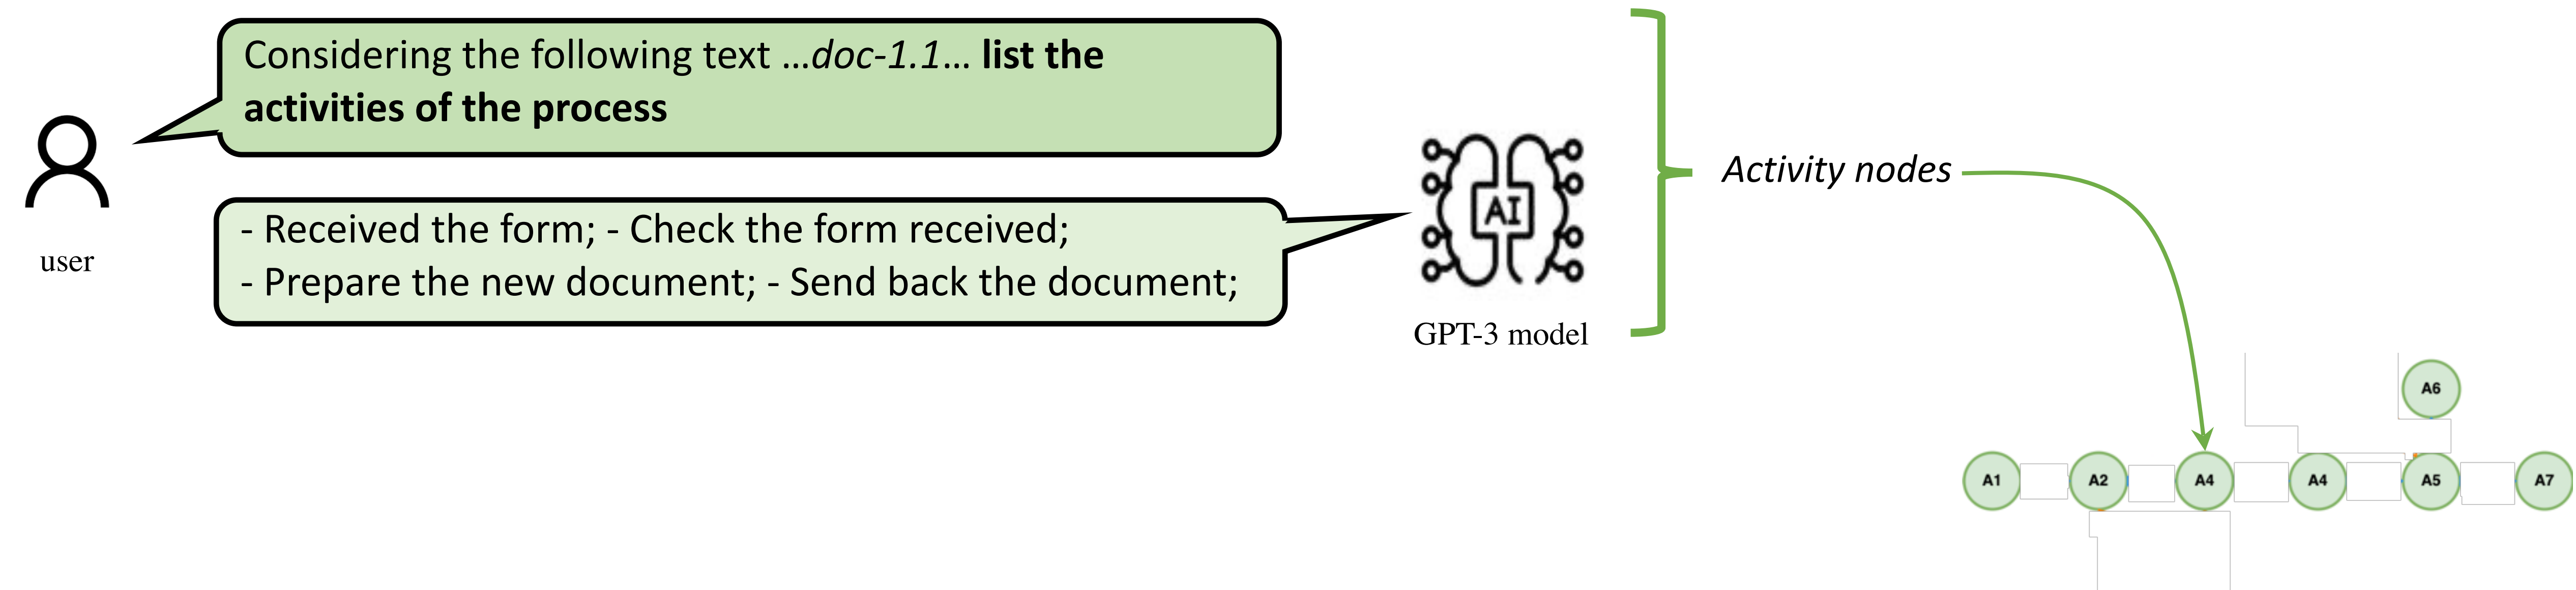 Considering the following text ...doc-1.1... list the
activities of the process
user
- Received the form; - Check the form received;
- Prepare the new document; - Send back the document;
AI
GPT-3 model
Activity nodes
A6
A1 A2 A4 A4 A5 A7